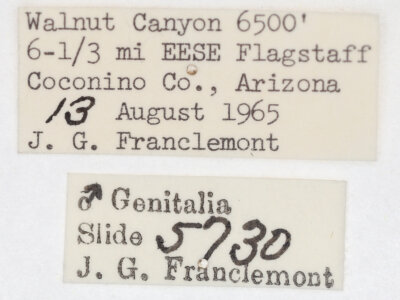 Walnut Canyon 6500'
6-1/3 mi EESE Flagstaff
Coconino Co., Arizona
13 August 1965
J. G. Franclemont
♂ Genitalia
Slide 5730
J. G. Franclemont